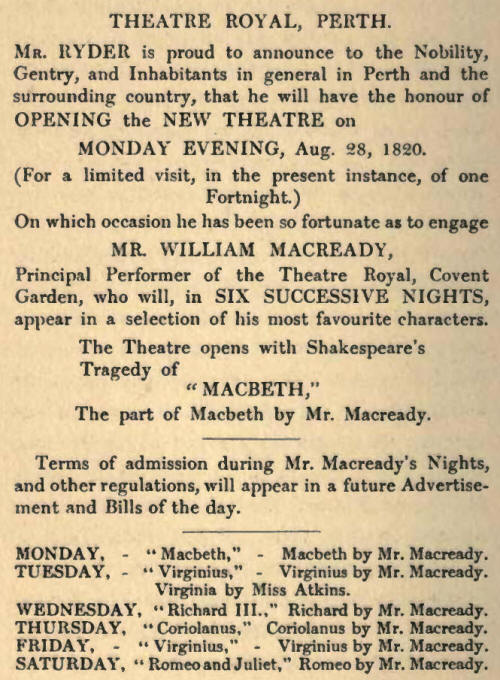 THEATRE ROYAL, PERTH.
MR. RYDER is proud to announce to the Nobility,
Gentry, and Inhabitants in general in Perth and the
surrounding country, that he will have the honour of
OPENING the NEW THEATRE on
MONDAY EVENING, Aug. 28, 1820.
(For a limited visit, in the present instance, of one
Fortnight.)
On which occasion he has been so fortunate as to engage
MR. WILLIAM MACREADY,
Principal Performer of the Theatre Royal, Covent
Garden, who will, in SIX SUCCESSIVE NIGHTS,
appear in a selection of his most favourite characters.
The Theatre opens with Shakespeare's
Tragedy of
"MACBETH,"
The part of Macbeth by Mr. Macready.
Terms of admission during Mr. Macready's Nights,
and other regulations, will appear in a future Advertise-
ment and Bills of the day.
MONDAY, - "Macbeth," - Macbeth by Mr. Macready.
TUESDAY, - "Virginius," - Virginius by Mr. Macready.
Virginia by Miss Atkins.
WEDNESDAY, "Richard III.," Richard by Mr. Macready.
THURSDAY, "Coriolanus," Coriolanus by Mr. Macready.
FRIDAY - "Virginius," - Virginius by Mr. Macready.
SATURDAY, "Romeo and Juliet," Romeo by Mr. Macready.